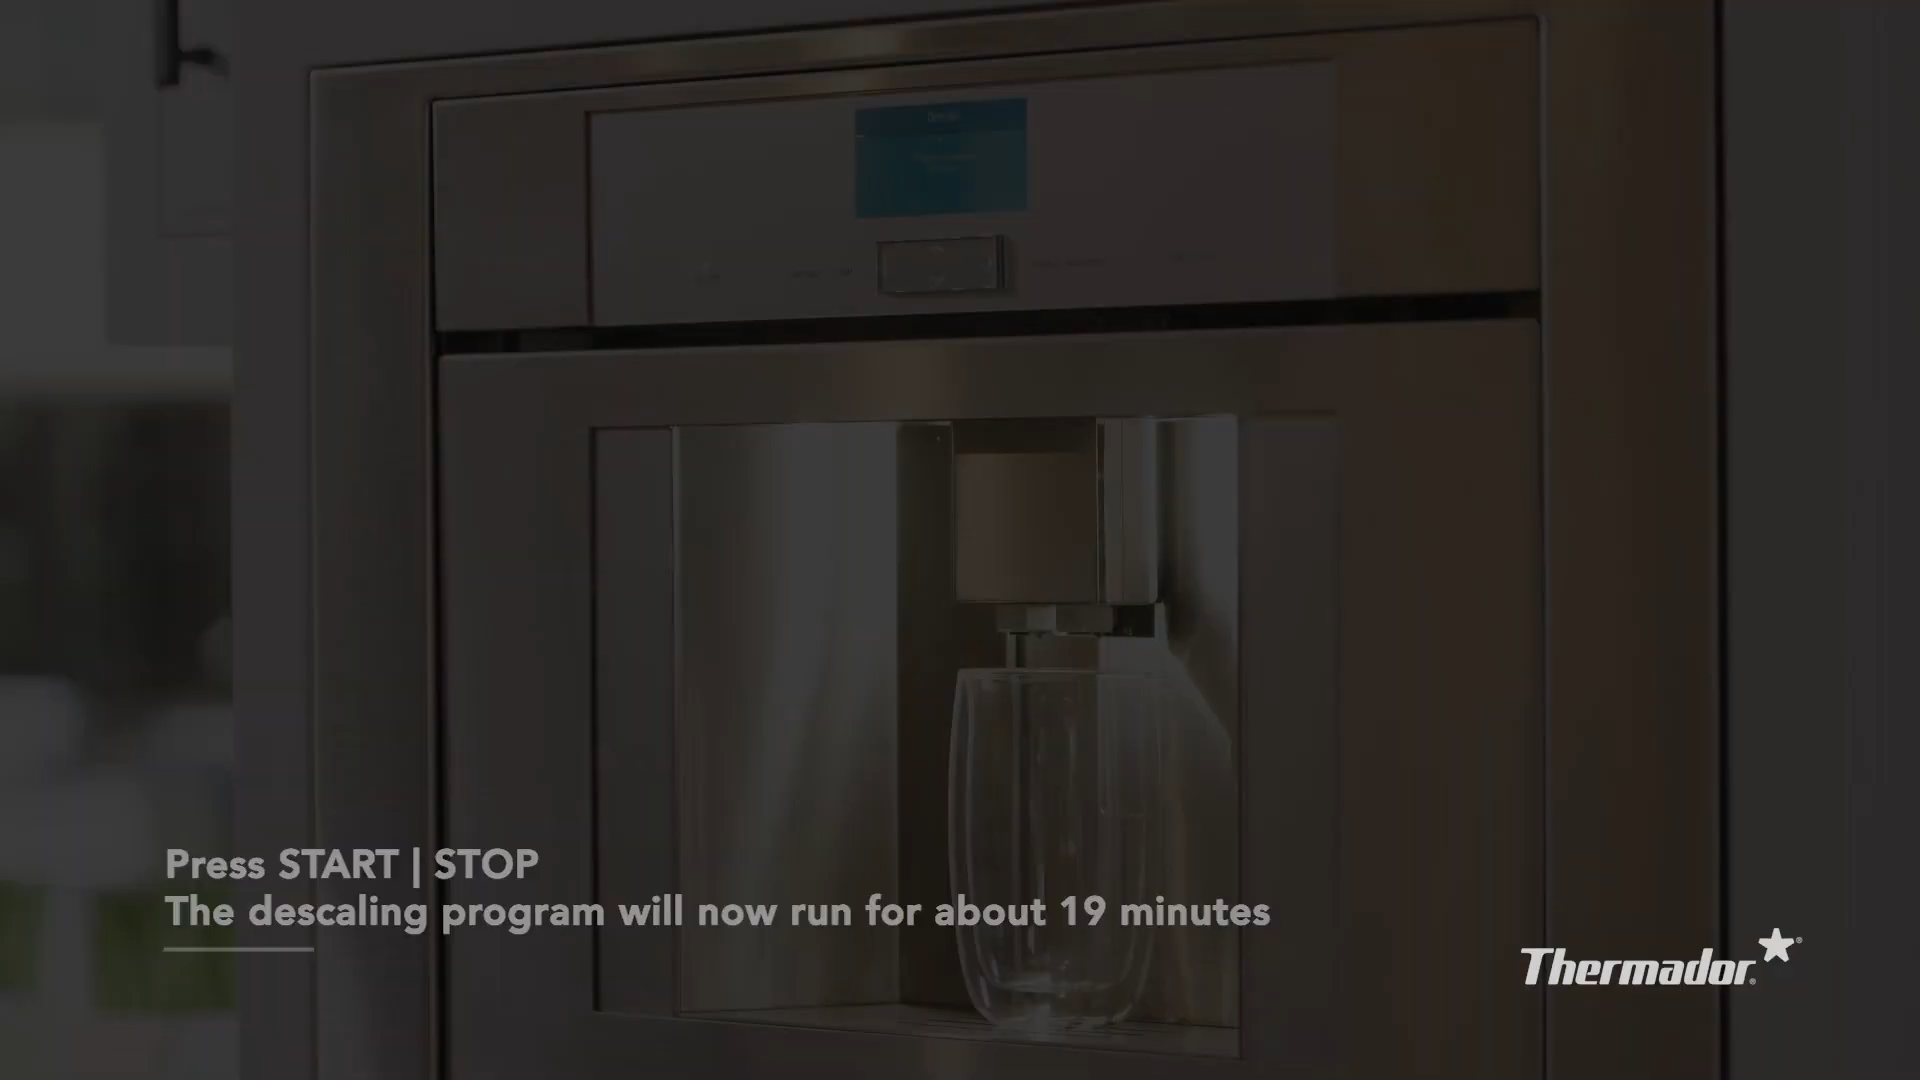 Press START | STOP
The descaling program will now run for about 19 minutes
Thermador